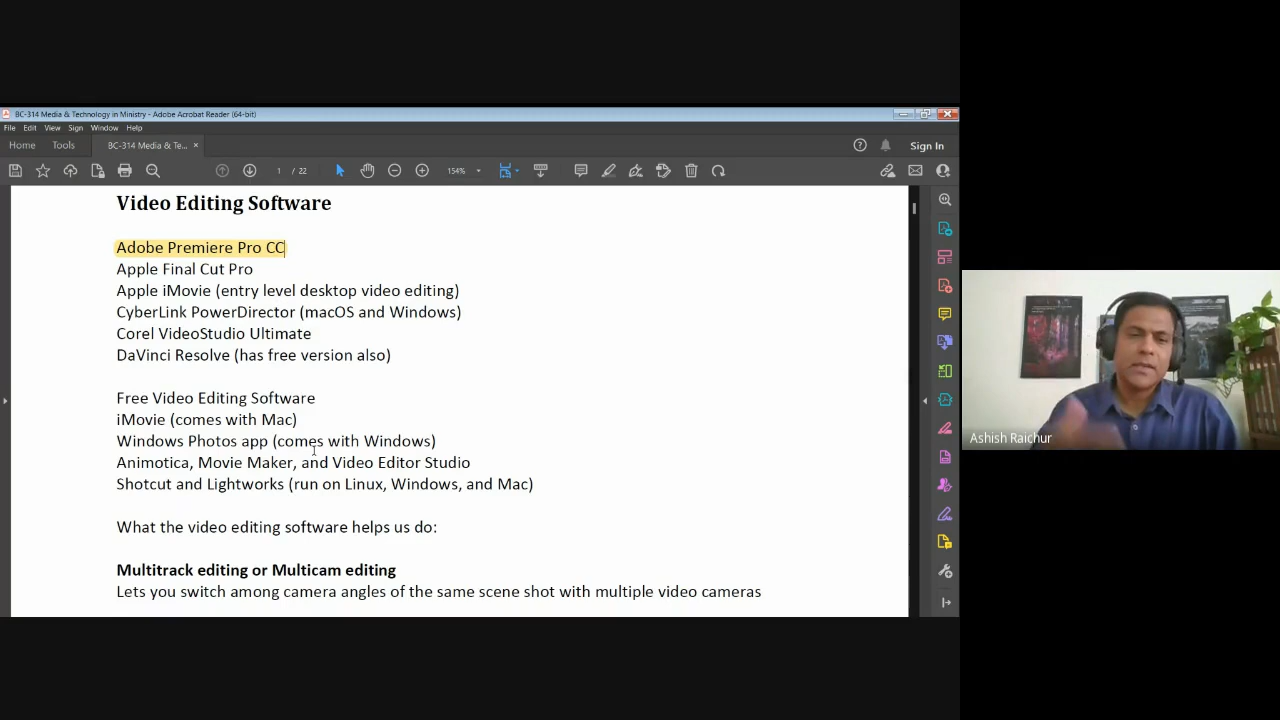 BC-314 Media & Technology in Ministry - Adobe Acrobat Reader (64-bit)
File Edit View Sign Window Help
Home Tools BC-314 Media & Te... × Sign In
1 / 22 154%
Video Editing Software
Adobe Premiere Pro CC
Apple Final Cut Pro
Apple iMovie (entry level desktop video editing)
CyberLink PowerDirector (macOS and Windows)
Corel VideoStudio Ultimate
DaVinci Resolve (has free version also)
Free Video Editing Software
iMovie (comes with Mac)
Windows Photos app (comes with Windows)
Animotica, Movie Maker, and Video Editor Studio
Shotcut and Lightworks (run on Linux, Windows, and Mac)
What the video editing software helps us do:
Multitrack editing or Multicam editing
Lets you switch among camera angles of the same scene shot with multiple video cameras
Ashish Raichur